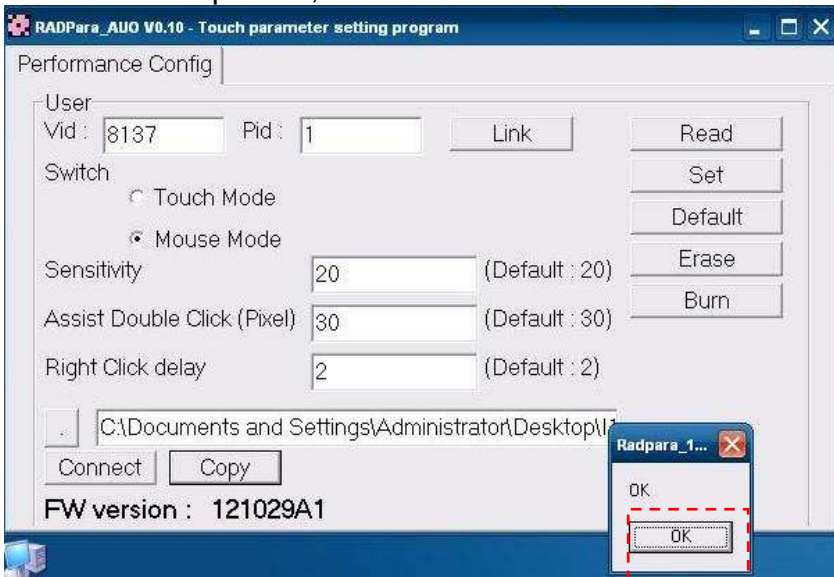 RADPara_AUO V0.10 - Touch parameter setting program
Performance Config
User
Vid : 8137 Pid : 1 Link Read
Switch Set
Touch Mode
Default
Mouse Mode
Sensitivity 20 (Default : 20) Erase
Burn
Assist Double Click (Pixel) 30 (Default : 30)
Right Click delay 2 (Default : 2)
. C:\Documents and Settings\Administrator\Desktop\
Radpara_1...
Connect Copy
OK
FW version : 121029A1
OK